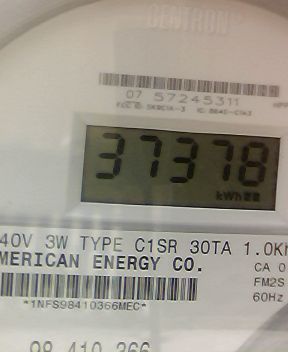 CENTRON
07 57245311
37378
kWh
40V 3W TYPE C1SR 30TA 1.0Kh
MERICAN ENERGY CO.
CA 0
FM2S
*1NFS98410366MEC*
60Hz
98 410 366